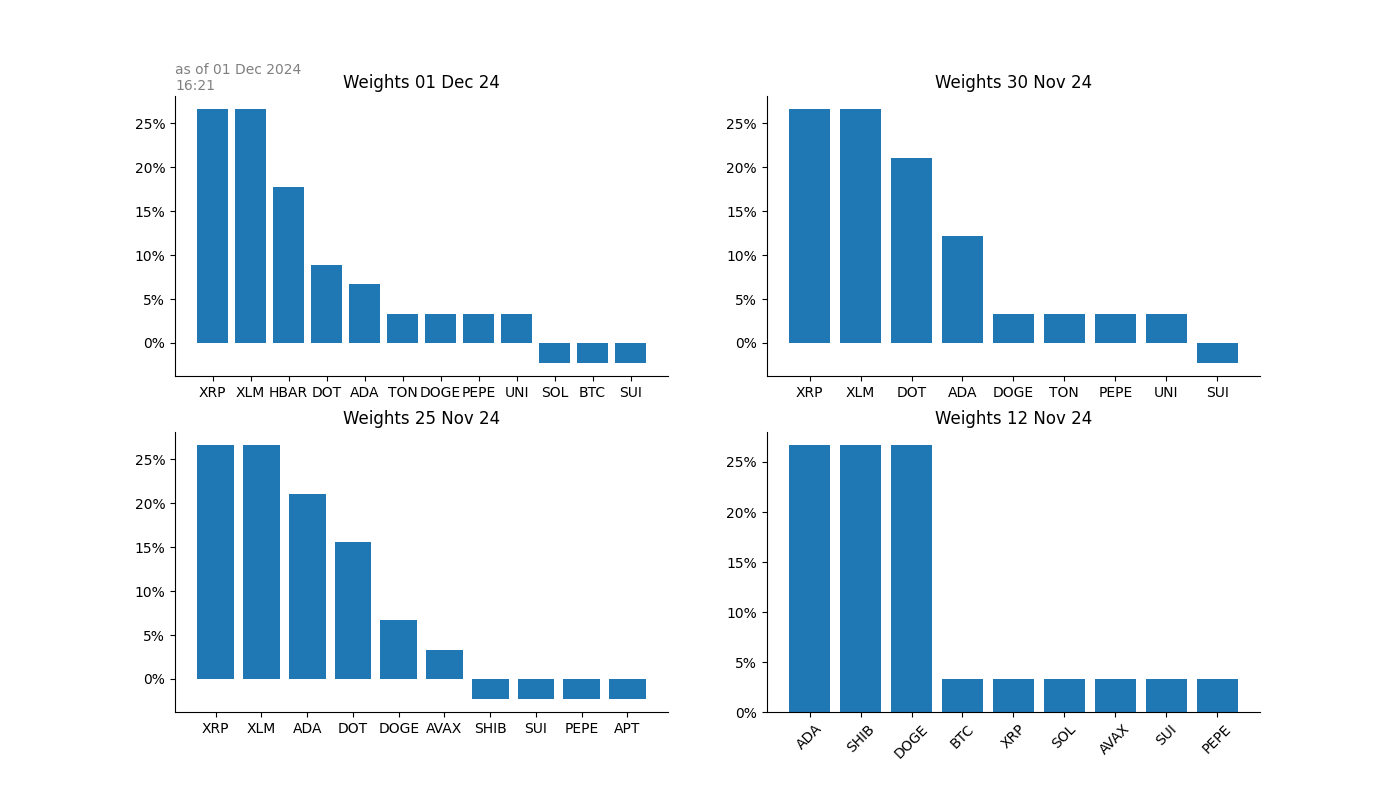 as of 01 Dec 2024
16:21
Weights 01 Dec 24
25%
20%
15%
10%
5%
0%
XRP XLM HBAR DOT ADA TON DOGE PEPE UNI SOL BTC SUI
Weights 30 Nov 24
25%
20%
15%
10%
5%
0%
XRP XLM DOT ADA DOGE TON PEPE UNI SUI
Weights 25 Nov 24
25%
20%
15%
10%
5%
0%
XRP XLM ADA DOT DOGE AVAX SHIB SUI PEPE APT
Weights 12 Nov 24
25%
20%
15%
10%
5%
0%
ADA SHIB DOGE BTC XRP SOL AVAX SUI PEPE